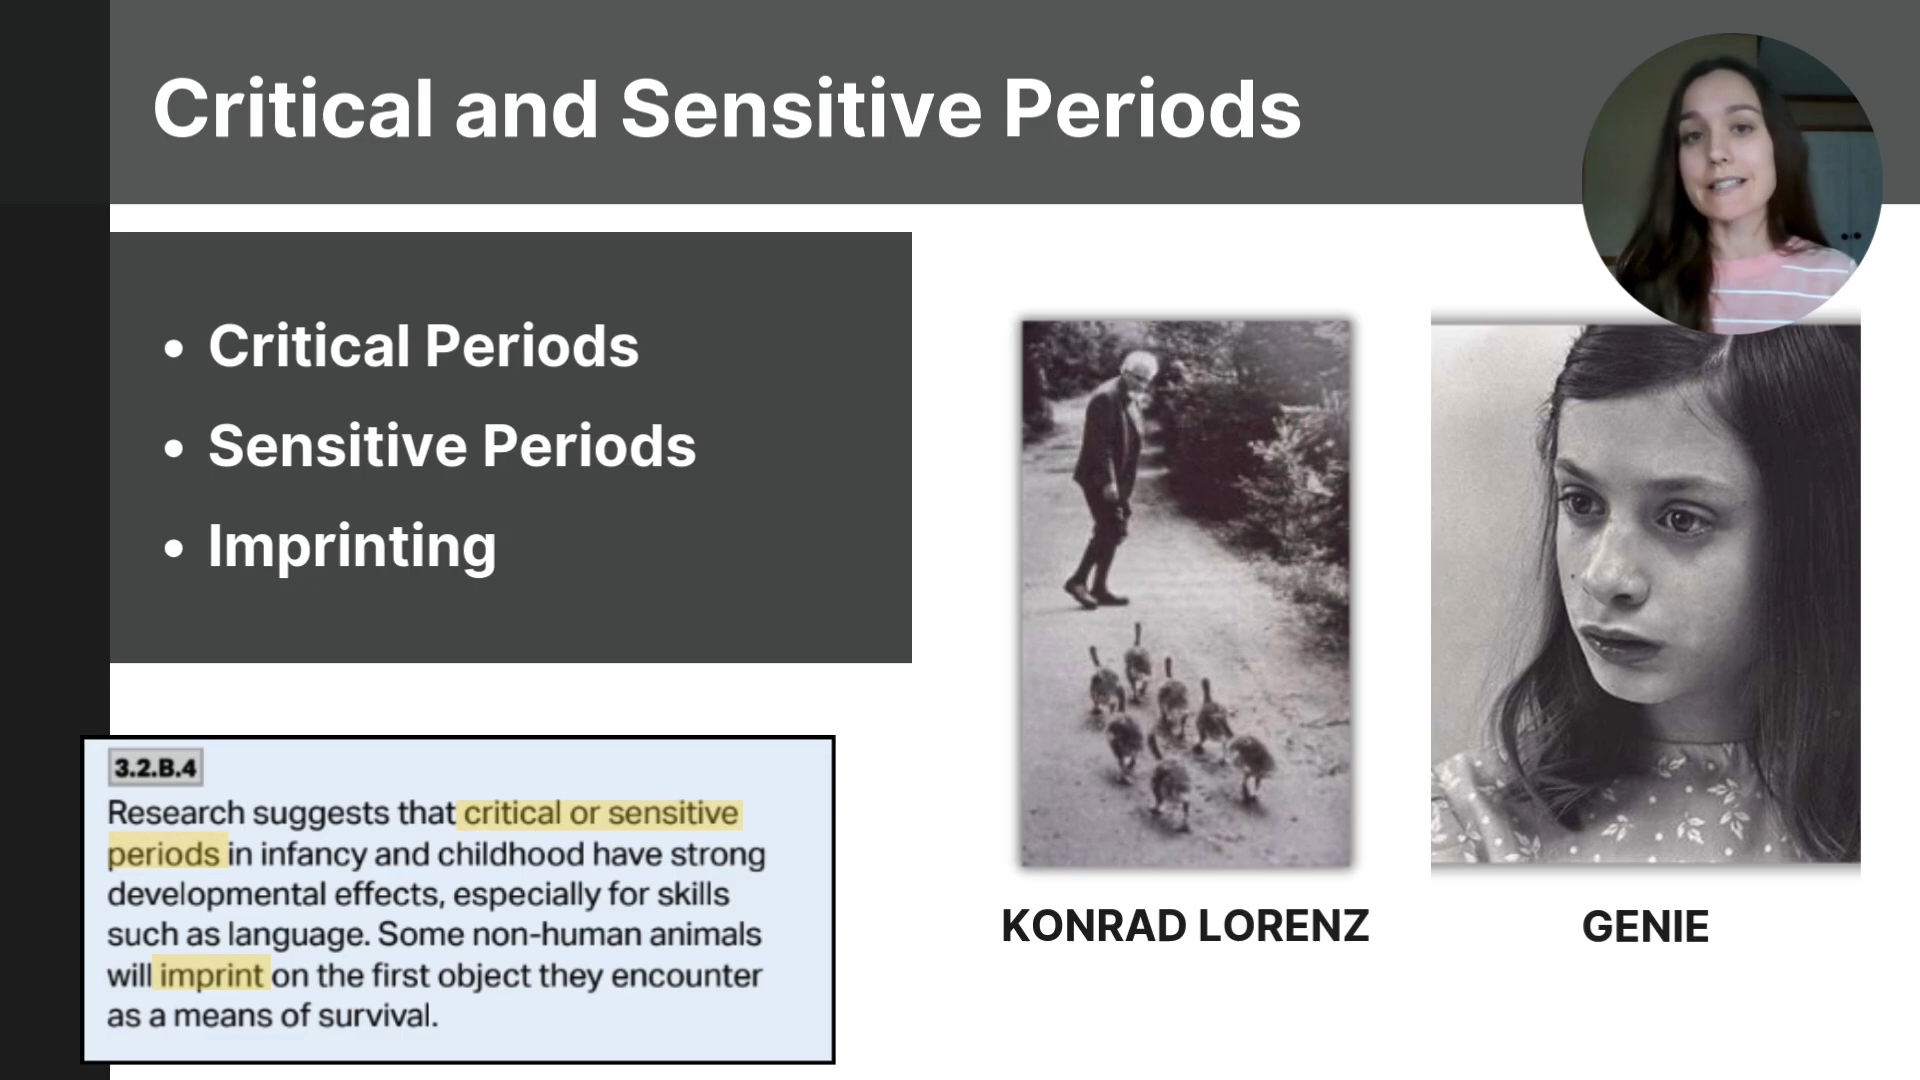 Critical and Sensitive Periods
• Critical Periods
• Sensitive Periods
• Imprinting
3.2.B.4
Research suggests that critical or sensitive
periods in infancy and childhood have strong
developmental effects, especially for skills
such as language. Some non-human animals
will imprint on the first object they encounter
as a means of survival.
KONRAD LORENZ
GENIE